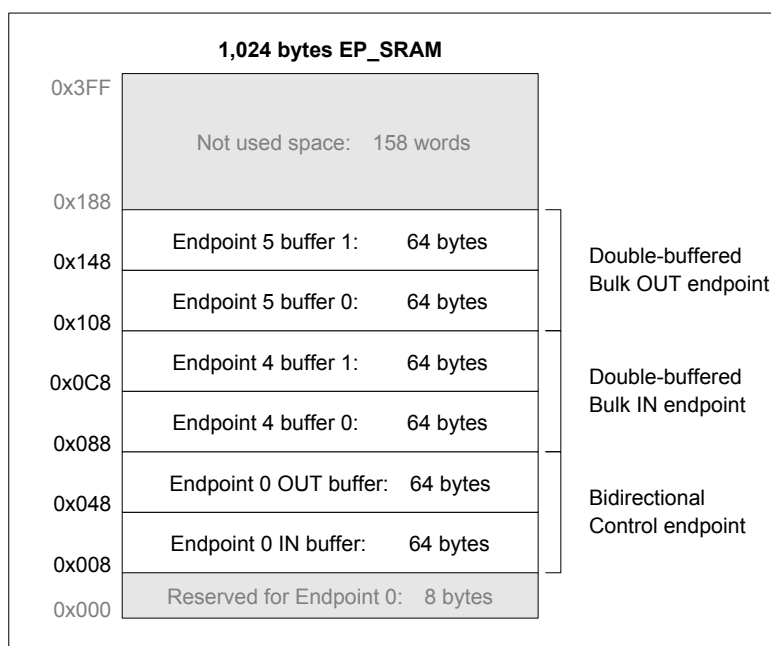 1,024 bytes EP_SRAM
0x3FF
Not used space: 158 words
0x188
Endpoint 5 buffer 1: 64 bytes
0x148
Double-buffered
Bulk OUT endpoint
Endpoint 5 buffer 0: 64 bytes
0x108
Endpoint 4 buffer 1: 64 bytes
0x0C8
Double-buffered
Bulk IN endpoint
Endpoint 4 buffer 0: 64 bytes
0x088
Endpoint 0 OUT buffer: 64 bytes
0x048
Bidirectional
Control endpoint
Endpoint 0 IN buffer: 64 bytes
0x008
Reserved for Endpoint 0: 8 bytes
0x000